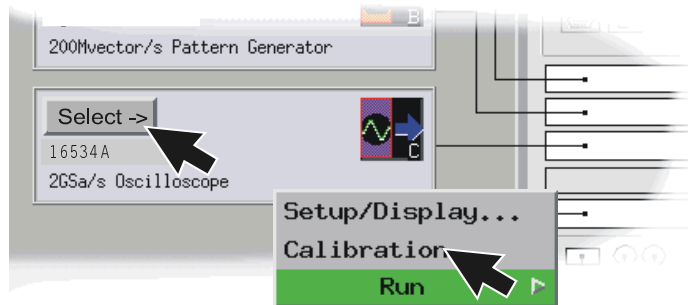 B
200Mvector/s Pattern Generator
Select ->
16534A
C
2GSa/s Oscilloscope
Setup/Display...
Calibration
Run